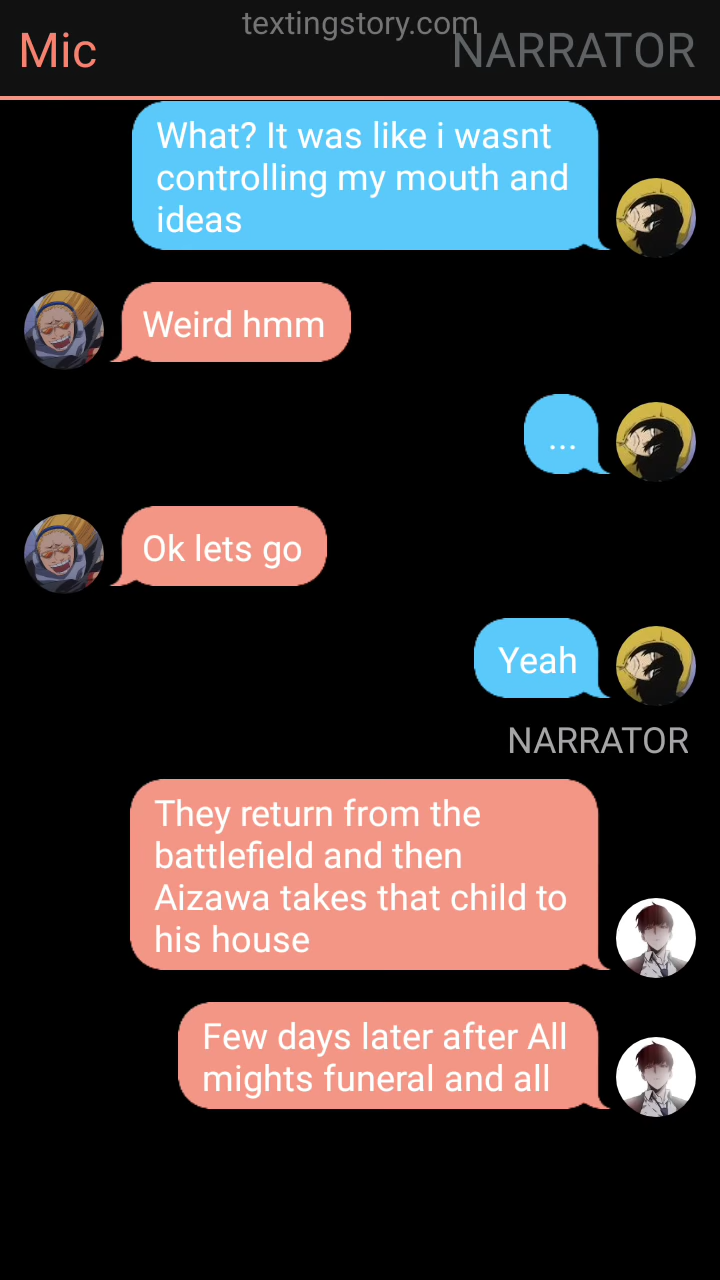 textingstory.com
Mic
NARRATOR
What? It was like i wasnt
controlling my mouth and
ideas
Weird hmm
...
Ok lets go
Yeah
NARRATOR
They return from the
battlefield and then
Aizawa takes that child to
his house
Few days later after All
mights funeral and all